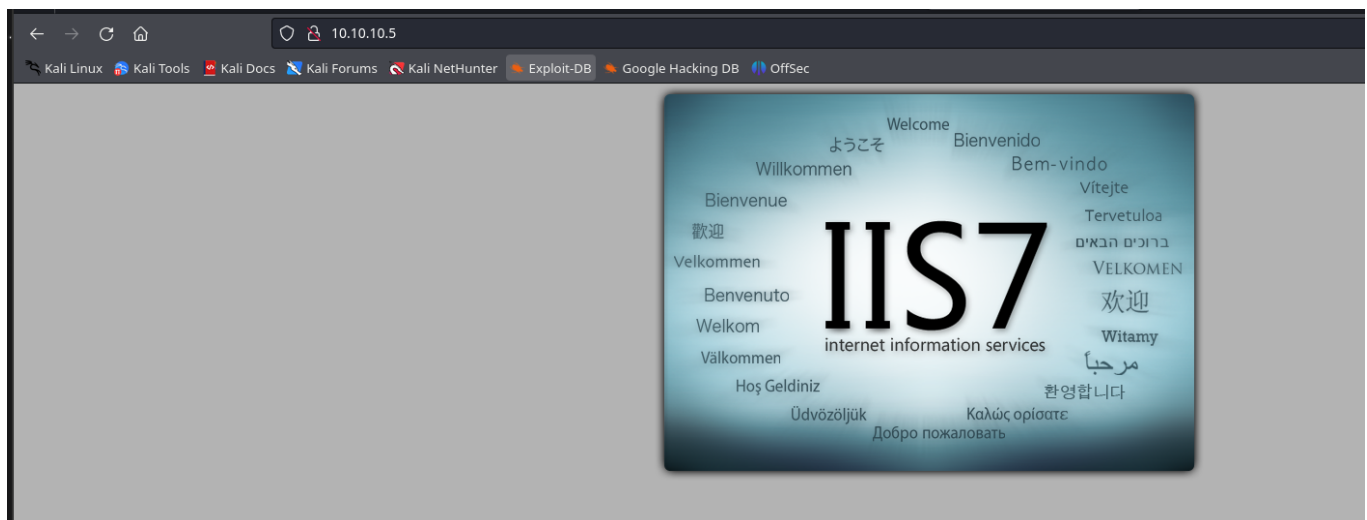 10.10.10.5
Kali Linux Kali Tools Kali Docs Kali Forums Kali NetHunter Exploit-DB Google Hacking DB OffSec
Welcome
ようこそ
Bienvenido
Willkommen
Bem-vindo
Vítejte
Bienvenue
Tervetuloa
歡迎
ברוכים הבאים
Velkommen
VELKOMEN
Benvenuto
欢迎
Welkom
Witamy
IIS7
internet information services
Välkommen
مرحباً
Hoş Geldiniz
환영합니다
Üdvözöljük
Καλώς ορίσατε
Добро пожаловать